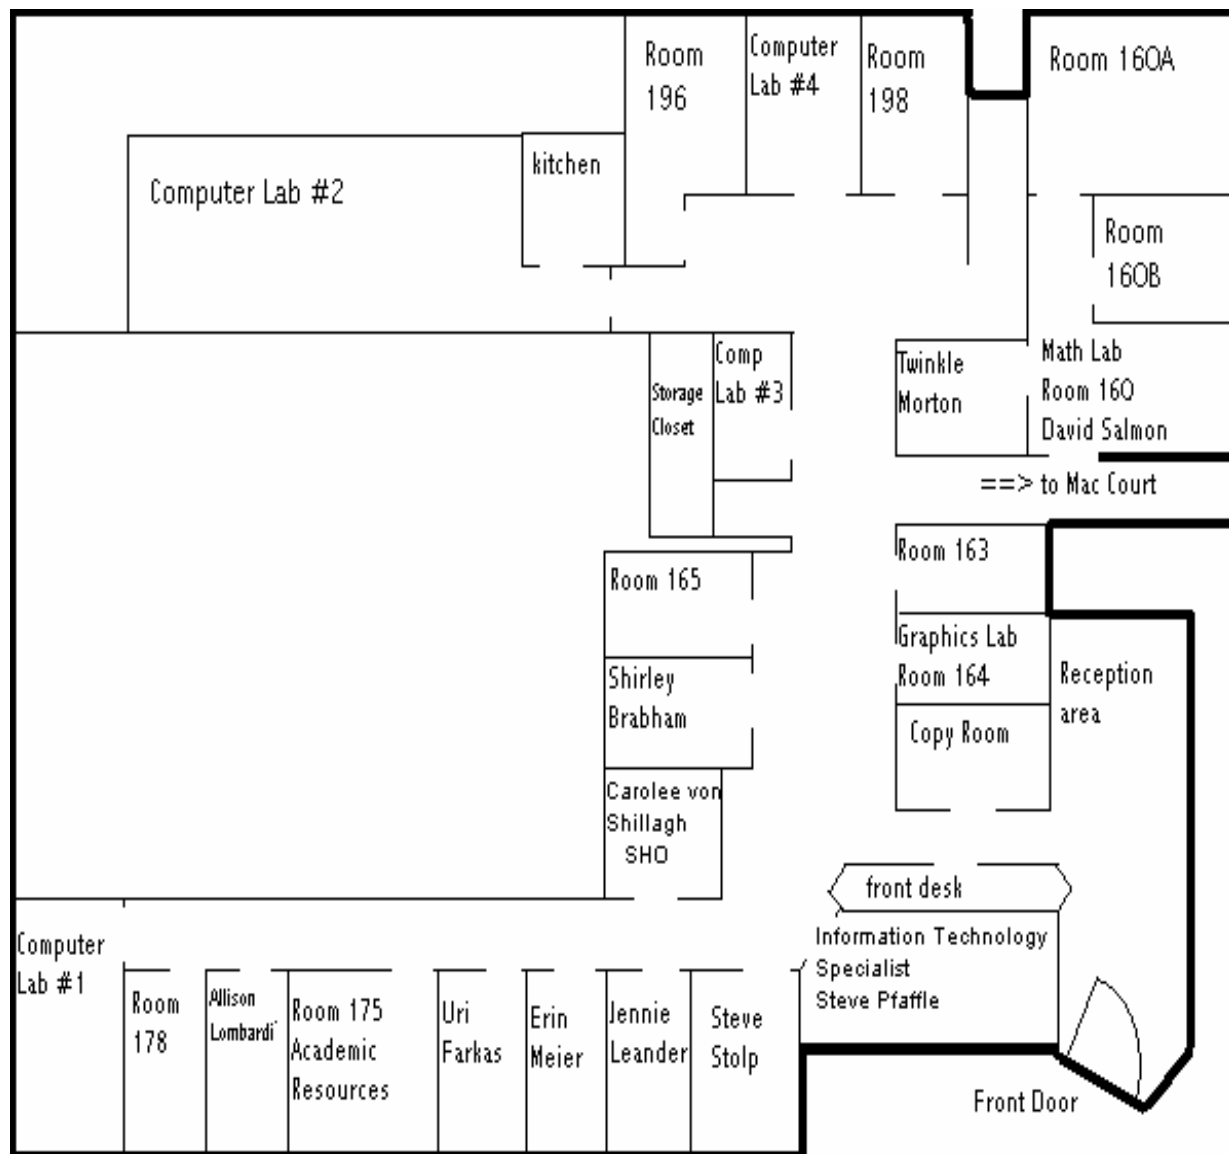 Room
196
Computer
Lab #4
Room
198
Room 160A
kitchen
Computer Lab #2
Room
160B
Comp
Lab #3
Storage
Closet
Twinkle
Morton
Math Lab
Room 160
David Salmon
==> to Mac Court
Room 163
Room 165
Graphics Lab
Room 164
Shirley
Brabham
Reception
area
Copy Room
Carolee von
Shillagh
SHO
front desk
Computer
Lab #1
Information Technology
Specialist
Steve Pfaffle
Room
178
Allison
Lombardi
Room 175
Academic
Resources
Uri
Farkas
Erin
Meier
Jennie
Leander
Steve
Stolp
Front Door